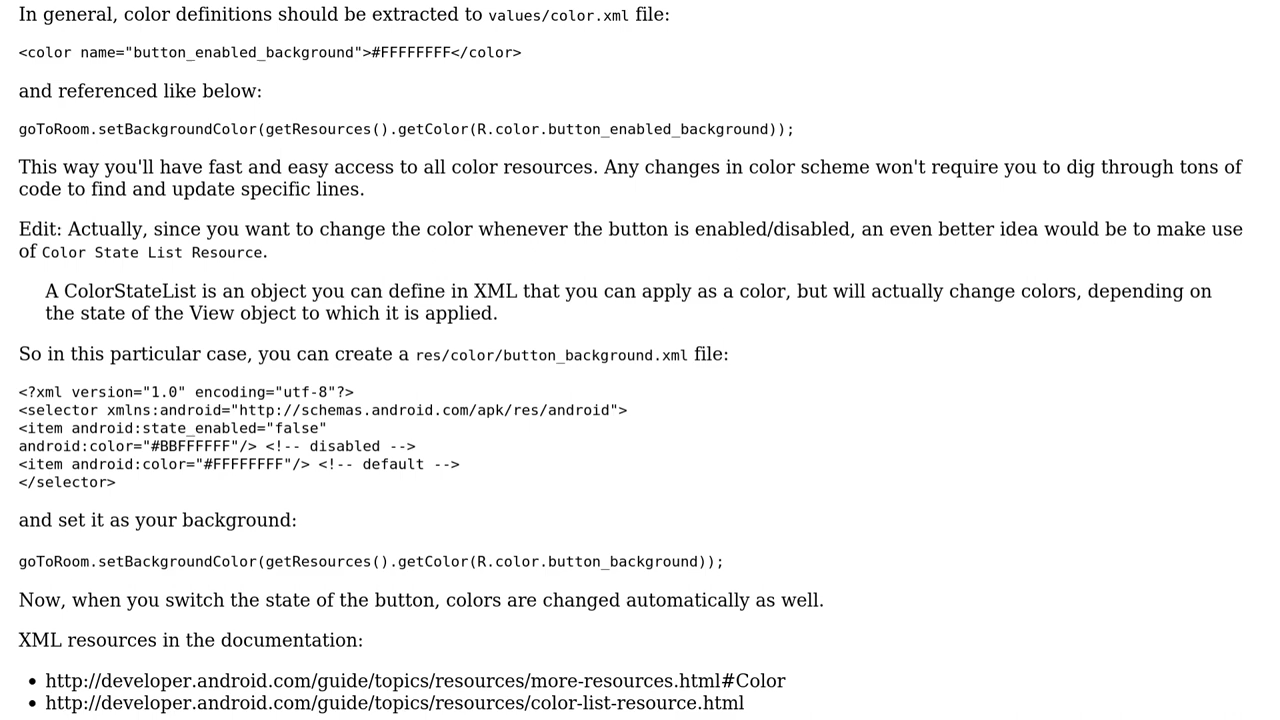 In general, color definitions should be extracted to values/color.xml file:
<color name="button_enabled_background">#FFFFFFFF</color>
and referenced like below:
goToRoom.setBackgroundColor(getResources().getColor(R.color.button_enabled_background));
This way you'll have fast and easy access to all color resources. Any changes in color scheme won't require you to dig through tons of
code to find and update specific lines.
Edit: Actually, since you want to change the color whenever the button is enabled/disabled, an even better idea would be to make use
of Color State List Resource.
A ColorStateList is an object you can define in XML that you can apply as a color, but will actually change colors, depending on
the state of the View object to which it is applied.
So in this particular case, you can create a res/color/button_background.xml file:
<?xml version="1.0" encoding="utf-8"?>
<selector xmlns:android="http://schemas.android.com/apk/res/android">
<item android:state_enabled="false"
android:color="#BBFFFFFF"/> <!-- disabled -->
<item android:color="#FFFFFFFF"/> <!-- default -->
</selector>
and set it as your background:
goToRoom.setBackgroundColor(getResources().getColor(R.color.button_background));
Now, when you switch the state of the button, colors are changed automatically as well.
XML resources in the documentation:
• http://developer.android.com/guide/topics/resources/more-resources.html#Color
• http://developer.android.com/guide/topics/resources/color-list-resource.html